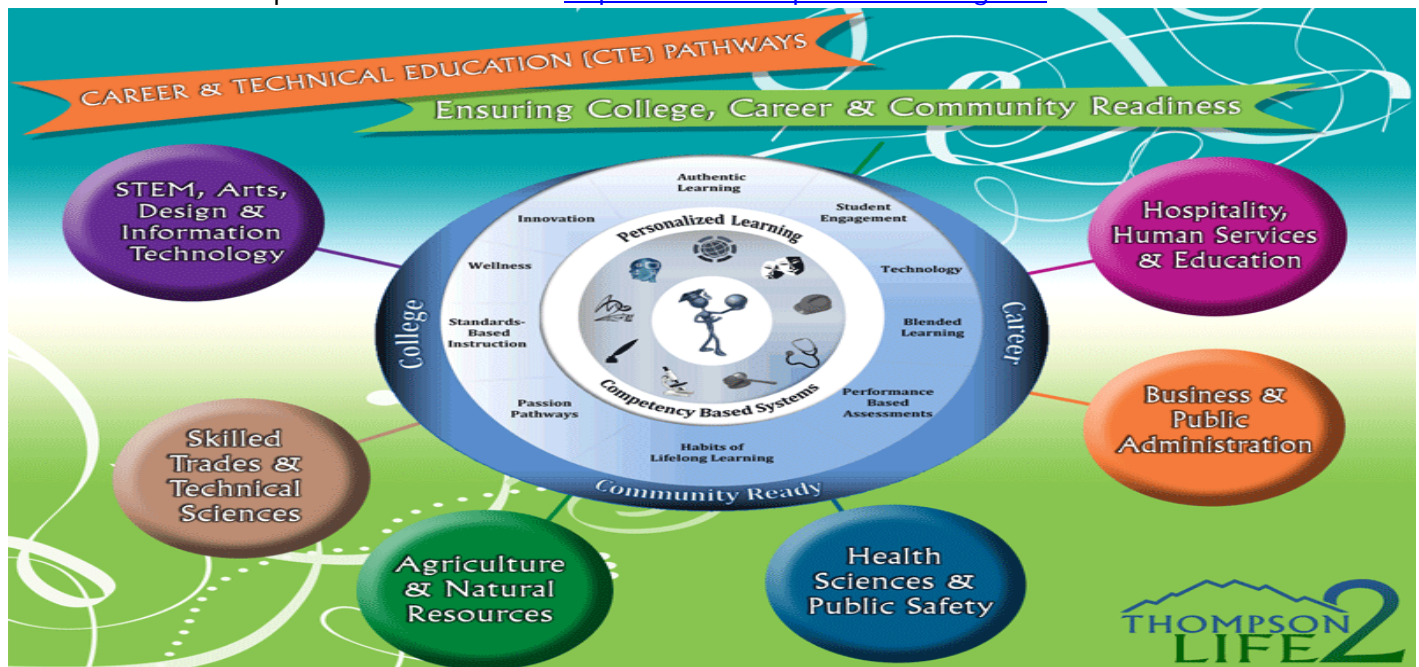 CAREER & TECHNICAL EDUCATION (CTE) PATHWAYS
Ensuring College, Career & Community Readiness
STEM, Arts,
Design &
Information
Technology
Hospitality,
Human Services
& Education
Authentic
Learning
Student
Engagement
Innovation
Personalized Learning
Wellness
Technology
College
Career
Standards-
Based
Instruction
Blended
Learning
Competency Based Systems
Passion
Pathways
Performance
Based
Assessments
Habits of
Lifelong Learning
Community Ready
Business &
Public
Administration
Skilled
Trades &
Technical
Sciences
Agriculture
& Natural
Resources
Health
Sciences &
Public Safety
THOMPSON
LIFE 2